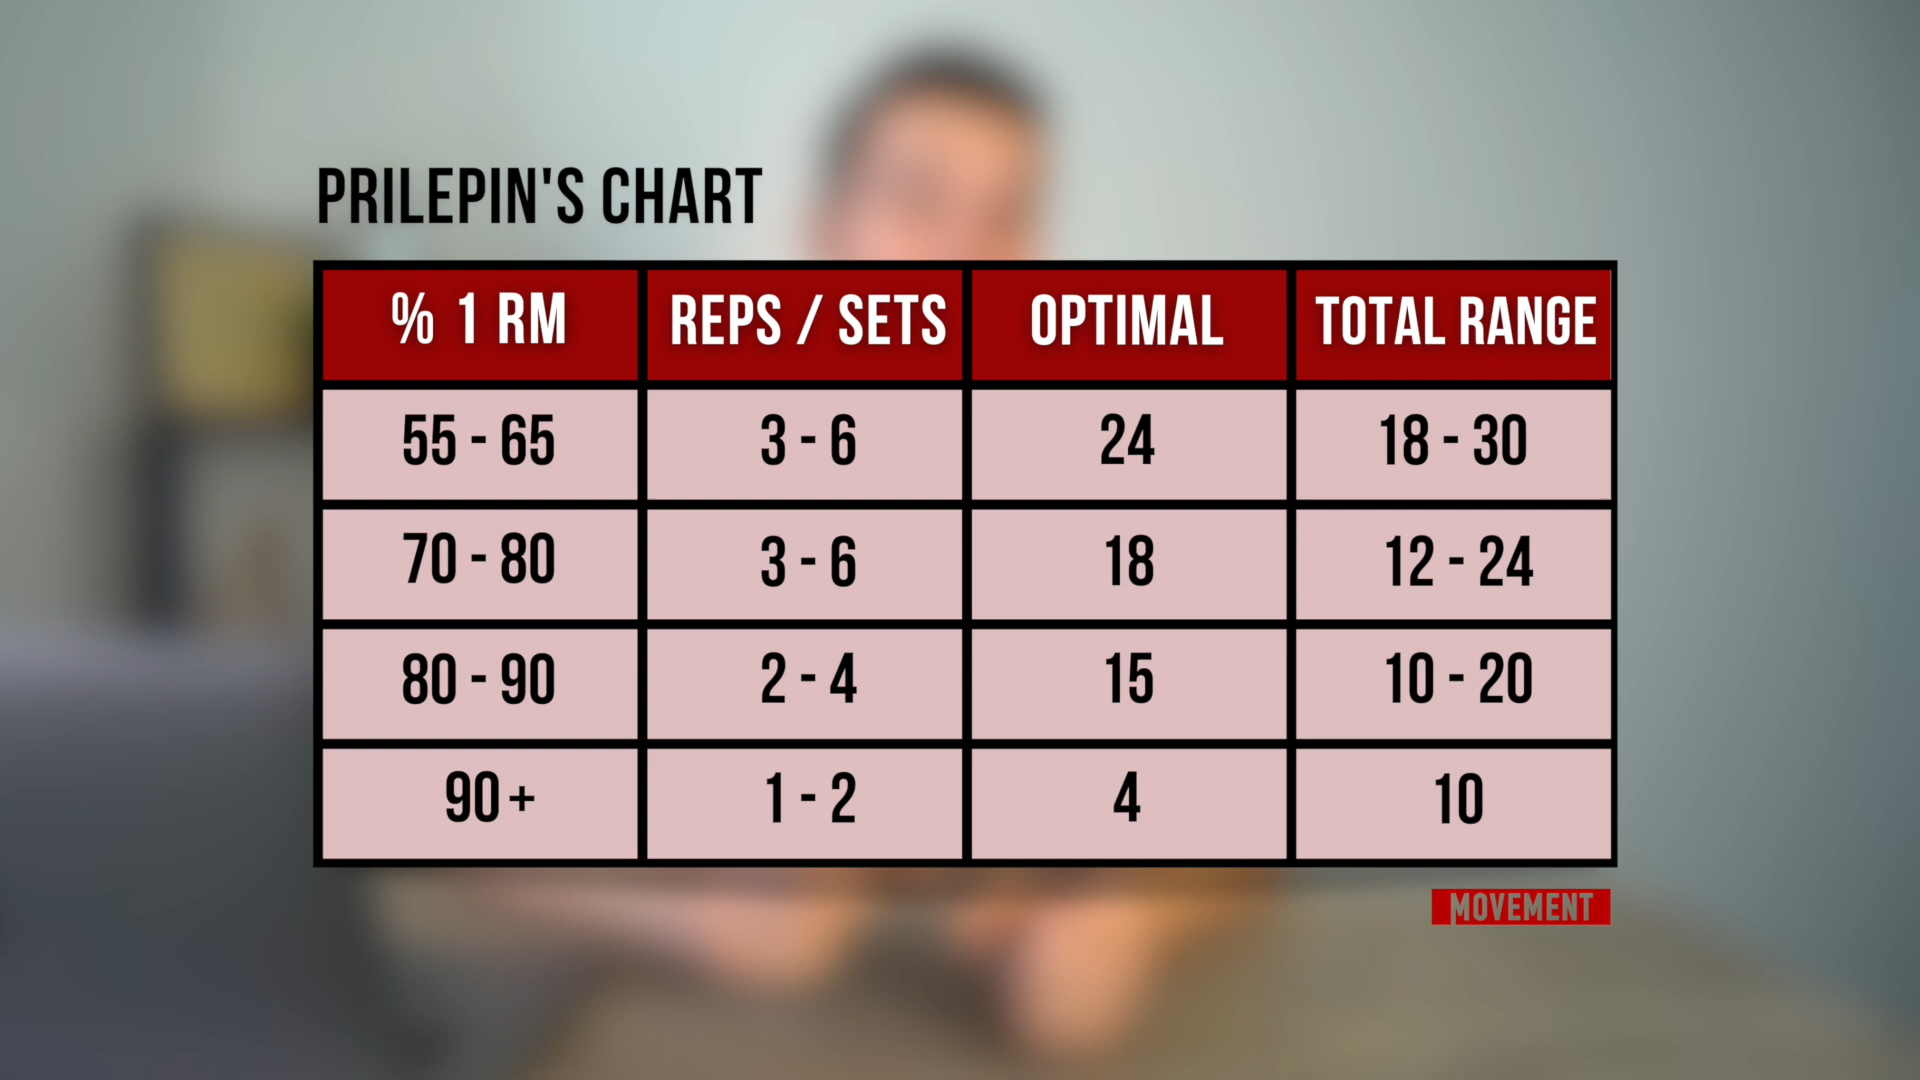 PRILEPIN'S CHART
% 1 RM REPS / SETS OPTIMAL TOTAL RANGE
55 - 65 3 - 6 24 18 - 30
70 - 80 3 - 6 18 12 - 24
80 - 90 2 - 4 15 10 - 20
90+ 1 - 2 4 10
MOVEMENT